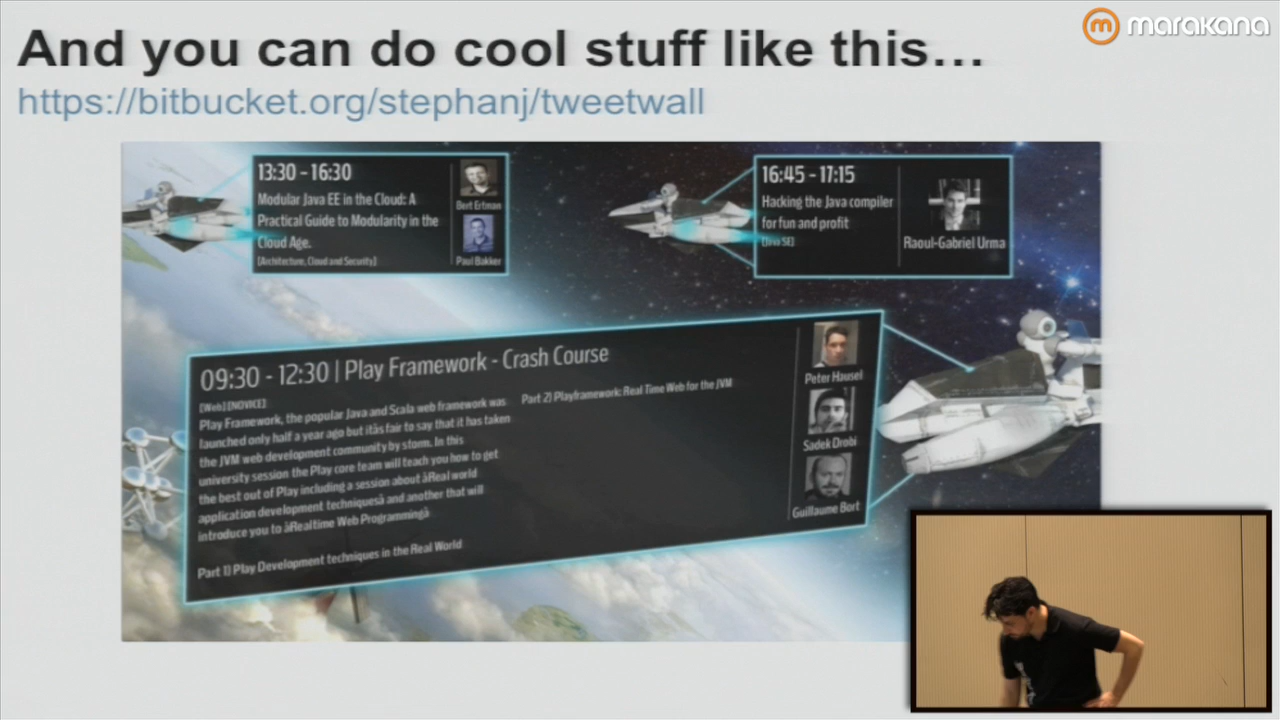 And you can do cool stuff like this...
https://bitbucket.org/stephanj/tweetwall
marakana
13:30 - 16:30
Modular Java EE in the Cloud: A
Practical Guide to Modularity in the
Cloud Age.
[Architecture, Cloud and Security]
Bert Ertman
Paul Bakker
16:45 - 17:15
Hacking the Java compiler
for fun and profit
[Java SE]
Raoul-Gabriel Urma
09:30 - 12:30 | Play Framework - Crash Course
[Web] [NOVICE]
Play Framework, the popular Java and Scala web framework was
launched only half a year ago but itâs fair to say that it has taken
the JVM web development community by storm. In this
university session the Play core team will teach you how to get
the best out of Play including a session about âReal world
application development techniquesâ and another that will
introduce you to âRealtime Web Programmingâ
Part 1) Play Development techniques in the Real World
Part 2) Playframework: Real Time Web for the JVM
Peter Hausel
Sadek Drobi
Guillaume Bort